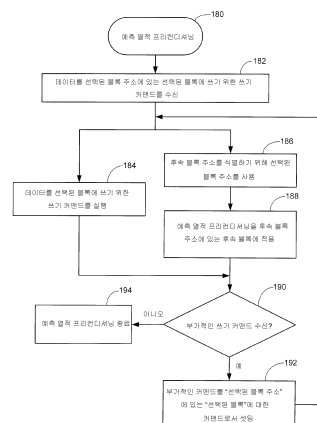 180
예측 열적 프리컨디셔닝
182
데이터를 선택된 블록 주소에 있는 선택된 블록에 쓰기 위한 쓰기
커맨드를 수신
184
데이터를 선택된 블록에 쓰기 위한
쓰기 커맨드를 실행
186
후속 블록 주소를 식별하기 위해 선택된
블록 주소를 사용
188
예측 열적 프리컨디셔닝을 후속 블록
주소에 있는 후속 블록에 적용
190
부가적인 쓰기 커맨드 수신?
아니오
194
예측 열적 프리컨디셔닝 종료
예
192
부가적인 커맨드를 "선택된 블록 주소"
에 있는 "선택된 블록"에 대한
커맨드로서 셋팅